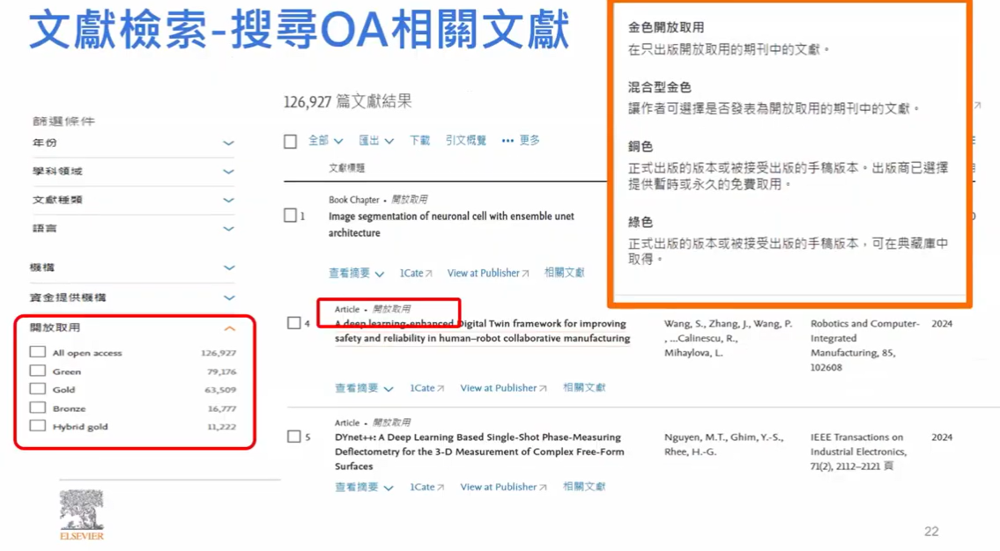 文獻檢索-搜尋OA相關文獻
金色開放取用
在只出版開放取用的期刊中的文獻。
混合型金色
讓作者可選擇是否發表為開放取用的期刊中的文獻。
銅色
正式出版的版本或被接受出版的手稿版本。出版商已選擇
提供暫時或永久的免費取用。
綠色
正式出版的版本或被接受出版的手稿版本，可在典藏庫中
取得。
篩選條件
年份
學科領域
文獻種類
語言
機構
資金提供機構
開放取用
All open access 126,927
Green 79,176
Gold 63,509
Bronze 16,777
Hybrid gold 11,222
126,927 篇文獻結果
全部 匯出 下載 引文概覽 ••• 更多
文獻標題
Book Chapter • 開放取用
1 Image segmentation of neuronal cell with ensemble unet
architecture
查看摘要 1Cate View at Publisher 相關文獻
Article • 開放取用
4 A deep learning-enhanced Digital Twin framework for improving
safety and reliability in human–robot collaborative manufacturing
Wang, S., Zhang, J., Wang, P.
, ...Calinescu, R.,
Mihaylova, L.
Robotics and Computer-
Integrated
Manufacturing, 85,
102608
2024
查看摘要 1Cate View at Publisher 相關文獻
Article • 開放取用
5 DYnet++: A Deep Learning Based Single-Shot Phase-Measuring
Deflectometry for the 3-D Measurement of Complex Free-Form
Surfaces
Nguyen, M.T., Ghim, Y.-S.,
Rhee, H.-G.
IEEE Transactions on
Industrial Electronics,
71(2), 2112–2121 頁
2024
查看摘要 1Cate View at Publisher 相關文獻
ELSEVIER
22